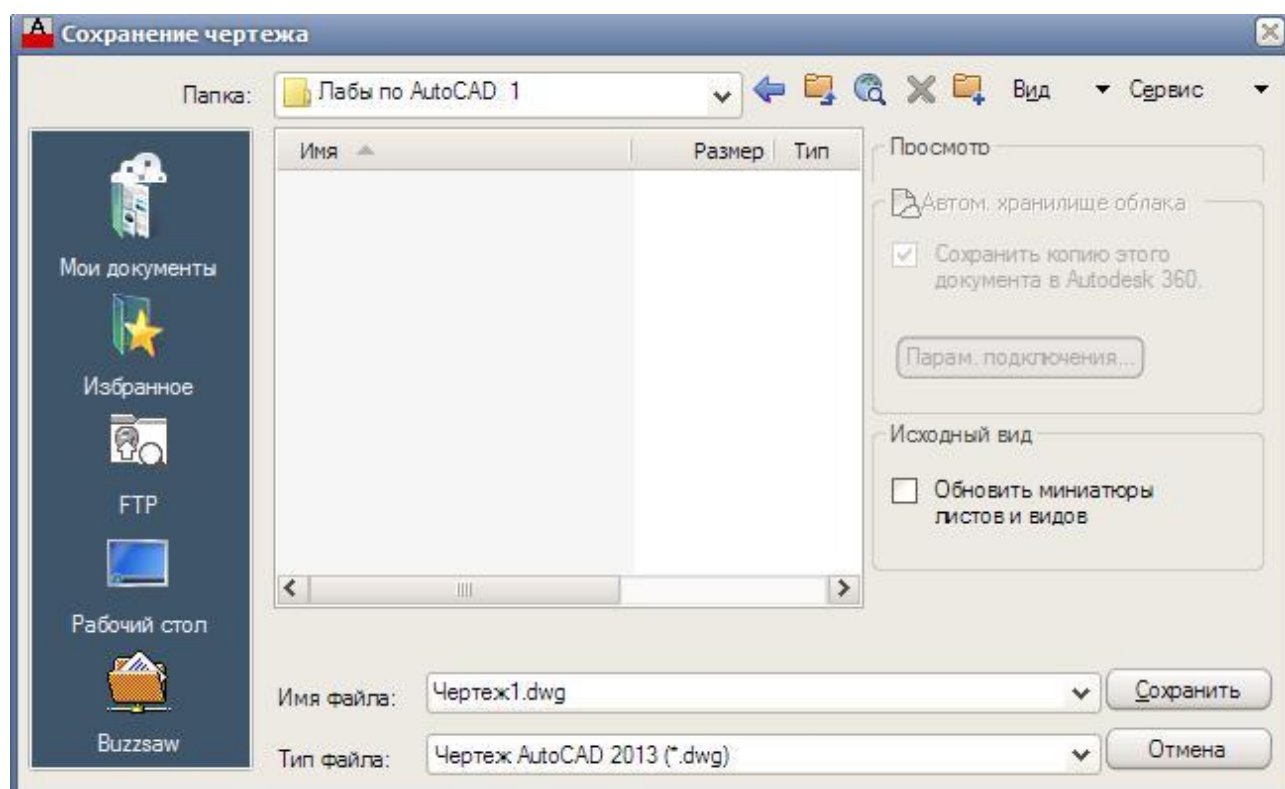 Сохранение чертежа
Папка: Лабы по AutoCAD 1 Вид Сервис
Имя Размер Тип
Просмотр
Автом. хранилище облака
Сохранить копию этого
документа в Autodesk 360.
Парам. подключения...
Исходный вид
Обновить миниатюры
листов и видов
Мои документы
Избранное
FTP
Рабочий стол
Buzzsaw
Имя файла: Чертеж1.dwg Сохранить
Тип файла: Чертеж AutoCAD 2013 (*.dwg) Отмена